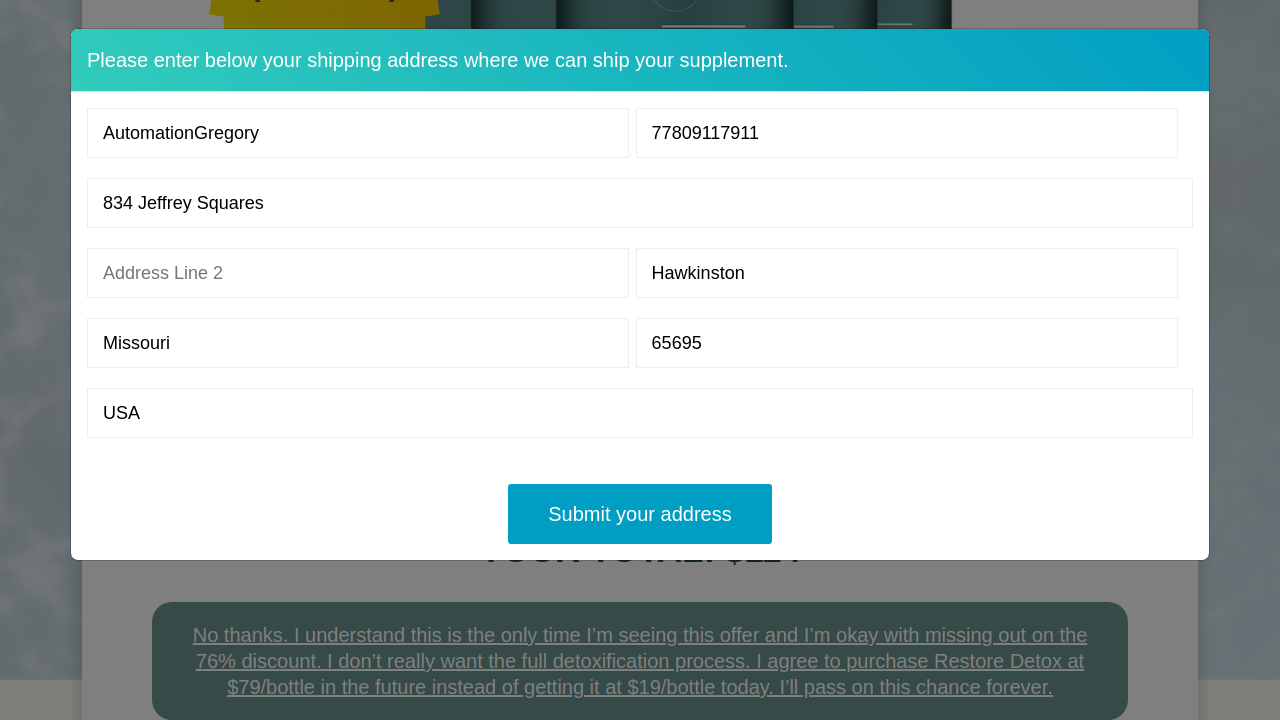 Please enter below your shipping address where we can ship your supplement.
AutomationGregory
77809117911
834 Jeffrey Squares
Address Line 2
Hawkinston
Missouri
65695
USA
Submit your address
No thanks. I understand this is the only time I’m seeing this offer and I’m okay with missing out on the
76% discount. I don’t really want the full detoxification process. I agree to purchase Restore Detox at
$79/bottle in the future instead of getting it at $19/bottle today. I’ll pass on this chance forever.